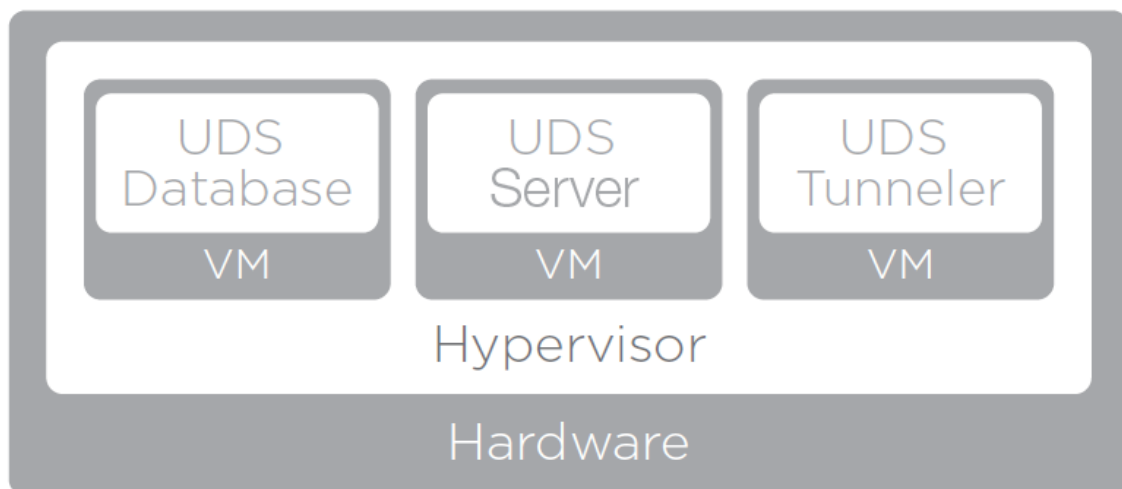 UDS
Database
VM
UDS
Server
VM
UDS
Tunneler
VM
Hypervisor
Hardware